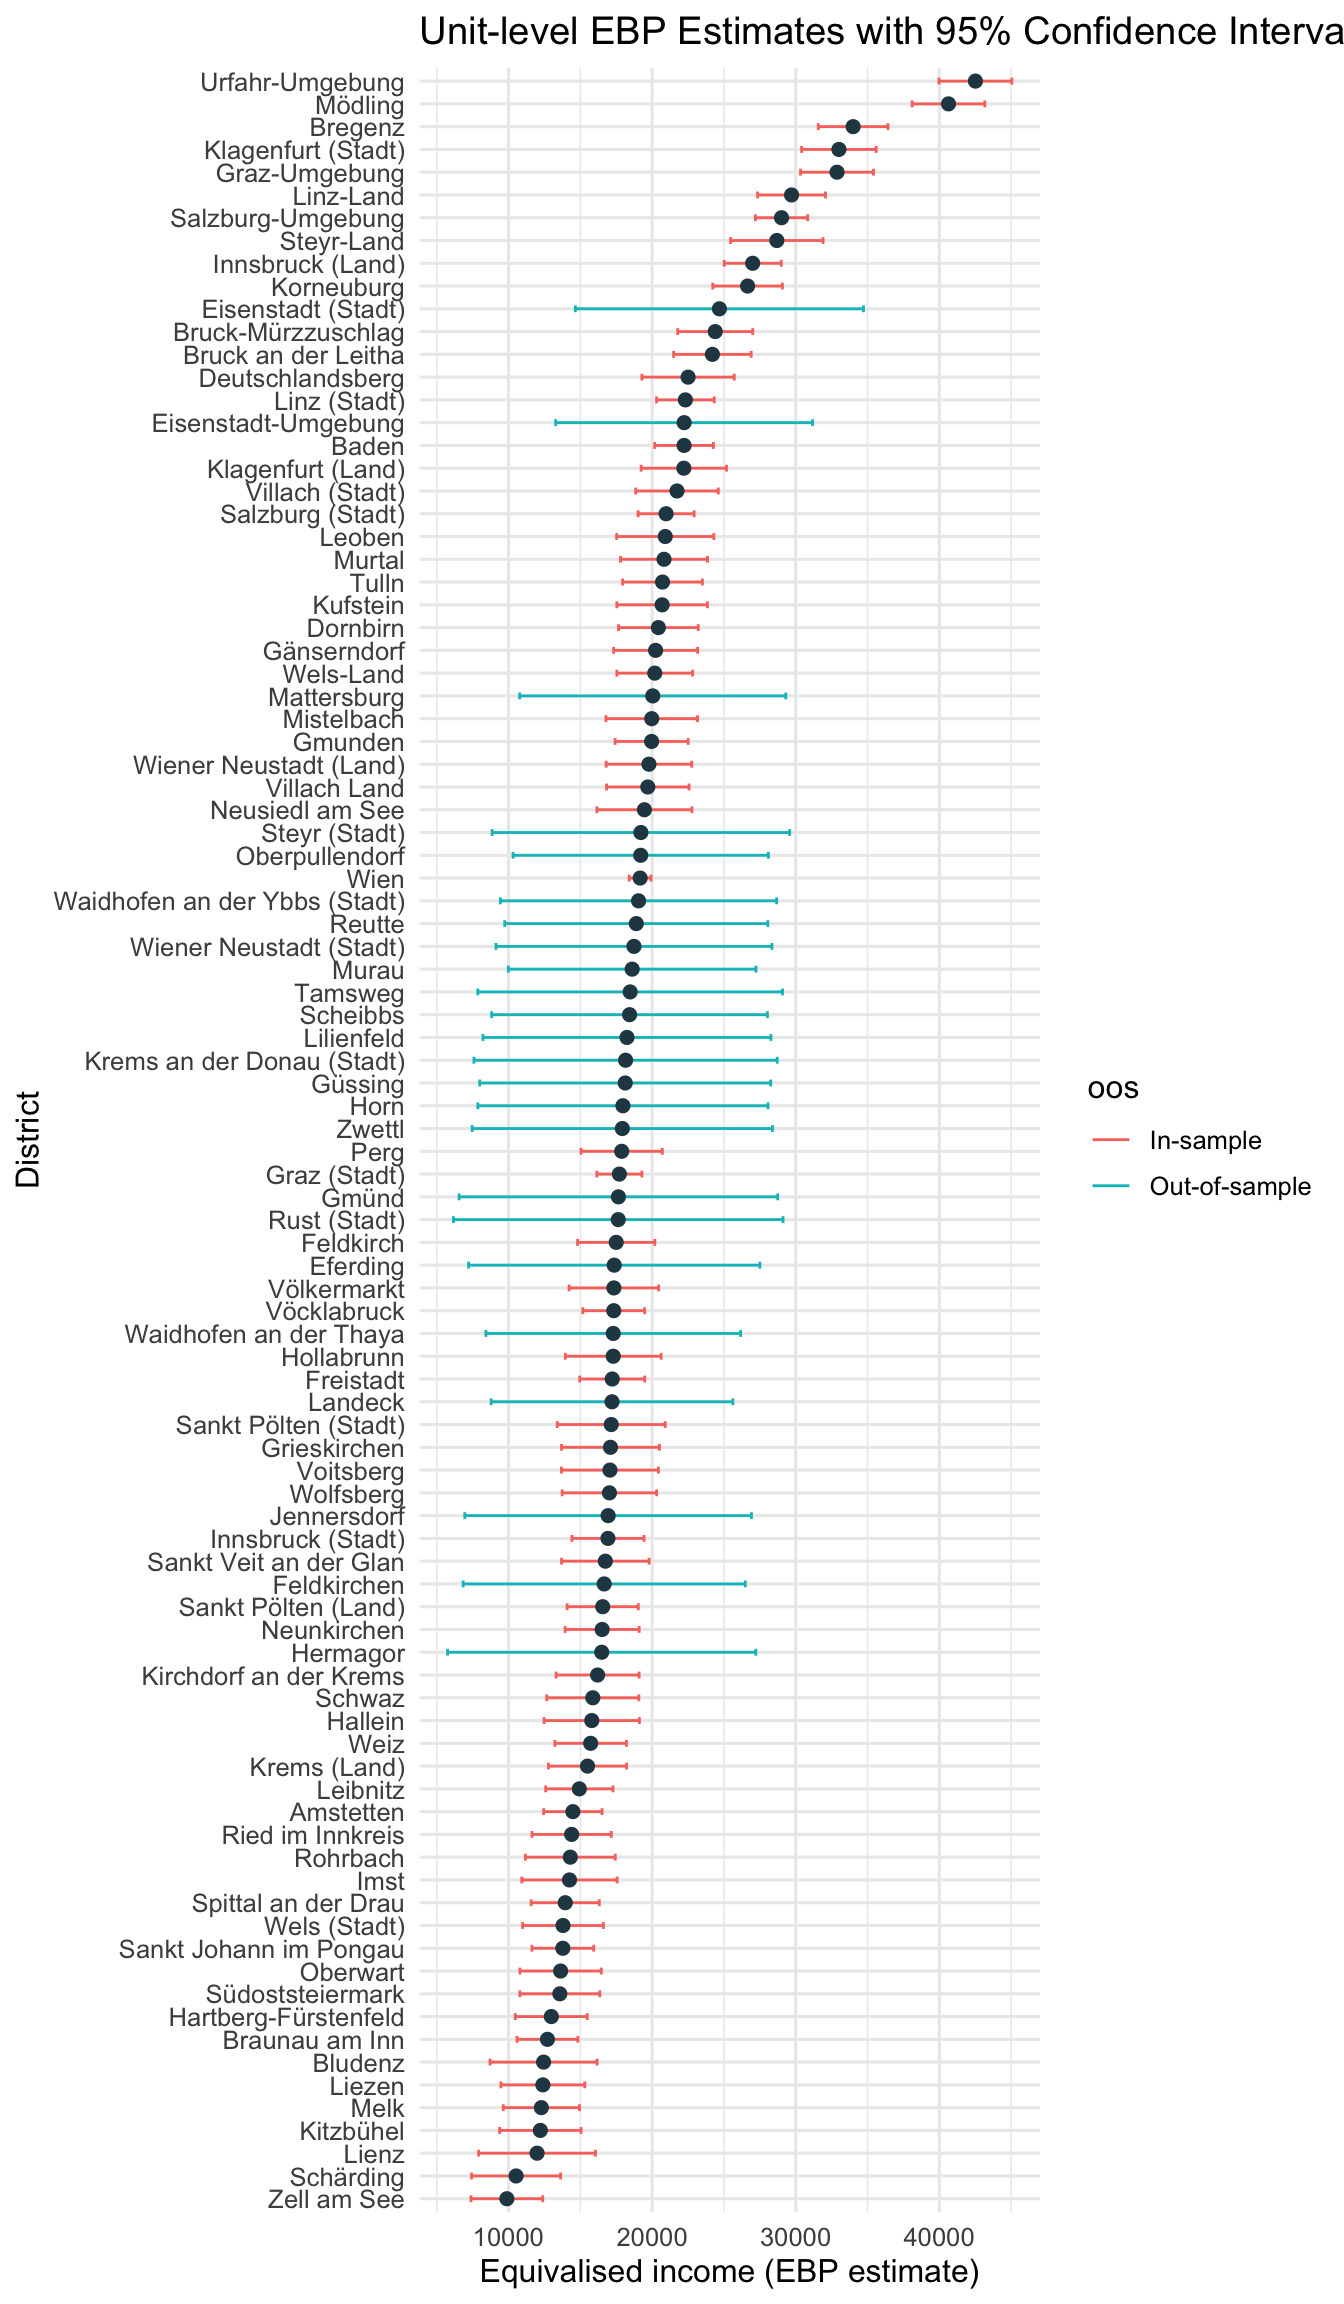 Unit-level EBP Estimates with 95% Confidence Interva
Urfahr-Umgebung
Mödling
Bregenz
Klagenfurt (Stadt)
Graz-Umgebung
Linz-Land
Salzburg-Umgebung
Steyr-Land
Innsbruck (Land)
Korneuburg
Eisenstadt (Stadt)
Bruck-Mürzzuschlag
Bruck an der Leitha
Deutschlandsberg
Linz (Stadt)
Eisenstadt-Umgebung
Baden
Klagenfurt (Land)
Villach (Stadt)
Salzburg (Stadt)
Leoben
Murtal
Tulln
Kufstein
Dornbirn
Gänserndorf
Wels-Land
Mattersburg
Mistelbach
Gmunden
Wiener Neustadt (Land)
Villach Land
Neusiedl am See
Steyr (Stadt)
Oberpullendorf
Wien
Waidhofen an der Ybbs (Stadt)
Reutte
Wiener Neustadt (Stadt)
Murau
Tamsweg
Scheibbs
Lilienfeld
Krems an der Donau (Stadt)
Güssing
Horn
Zwettl
Perg
Graz (Stadt)
Gmünd
Rust (Stadt)
Feldkirch
Eferding
Völkermarkt
Vöcklabruck
Waidhofen an der Thaya
Hollabrunn
Freistadt
Landeck
Sankt Pölten (Stadt)
Grieskirchen
Voitsberg
Wolfsberg
Jennersdorf
Innsbruck (Stadt)
Sankt Veit an der Glan
Feldkirchen
Sankt Pölten (Land)
Neunkirchen
Hermagor
Kirchdorf an der Krems
Schwaz
Hallein
Weiz
Krems (Land)
Leibnitz
Amstetten
Ried im Innkreis
Rohrbach
Imst
Spittal an der Drau
Wels (Stadt)
Sankt Johann im Pongau
Oberwart
Südoststeiermark
Hartberg-Fürstenfeld
Braunau am Inn
Bludenz
Liezen
Melk
Kitzbühel
Lienz
Schärding
Zell am See
District
10000 20000 30000 40000
Equivalised income (EBP estimate)
oos
In-sample
Out-of-sample